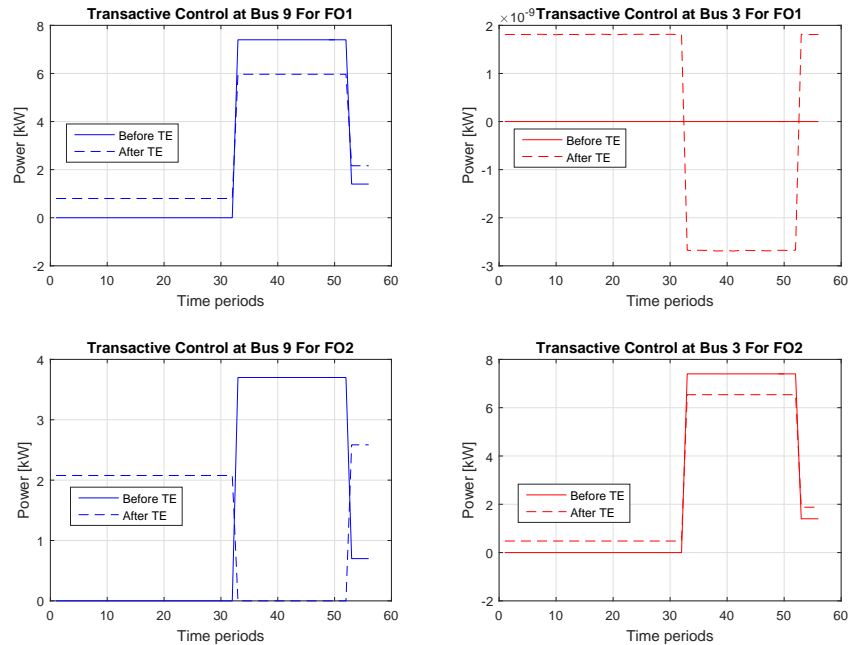 Transactive Control at Bus 9 For FO1
8
6
4
2
0
-2
Power [kW]
Before TE
After TE
0 10 20 30 40 50 60
Time periods
Transactive Control at Bus 3 For FO1
×10^-9
2
1
0
-1
-2
-3
Power [kW]
Before TE
After TE
0 10 20 30 40 50 60
Time periods
Transactive Control at Bus 9 For FO2
4
3
2
1
0
Power [kW]
Before TE
After TE
0 10 20 30 40 50 60
Time periods
Transactive Control at Bus 3 For FO2
8
6
4
2
0
-2
Power [kW]
Before TE
After TE
0 10 20 30 40 50 60
Time periods